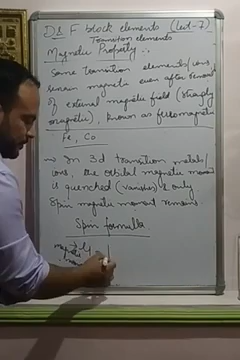 D & F block elements (Lect-7)
Transition elements
Magnetic Property :-
Some transition elements/ions
remain magnetic even after removal
of external magnetic field (strongly
magnetic), known as ferromagnetic
Fe, Co
→ In 3d transition metals/
ions, the orbital magnetic moment
is quenched (vanishes) & only
Spin magnetic moment remains.
Spin formula
magnetic